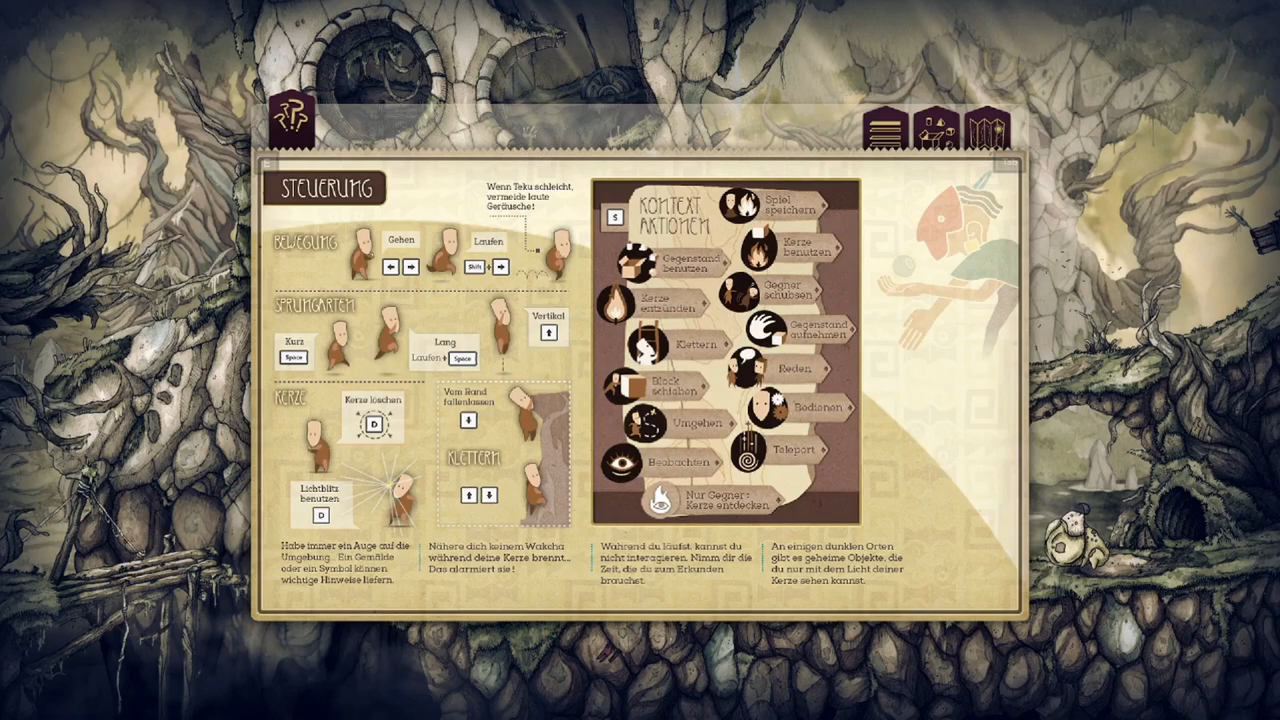 STEUERUNG
Wenn Teku schleicht,
vermeide laute
Geräusche!
BEWEGUNG
Gehen
Laufen
Shift +
SPRUNGARTEN
Kurz
Space
Lang
Laufen + Space
Vertikal
KERZE
Kerze löschen
D
Lichtblitz
benutzen
D
Vom Rand
fallenlassen
KLETTERN
S
KONTEXT
AKTIONEN
Spiel
speichern
Gegenstand
benutzen
Kerze
benutzen
Kerze
entzünden
Gegner
schubsen
Klettern
Gegenstand
aufnehmen
Block
schieben
Reden
Umgehen
Bedienen
Beobachten
Teleport
Nur Gegner:
Kerze entdecken
Habe immer ein Auge auf die
Umgebung... Ein Gemälde
oder ein Symbol können
wichtige Hinweise liefern.
Nähere dich keinem Wakcha
während deine Kerze brennt...
Das alarmiert sie!
Während du läufst, kannst du
nicht interagieren. Nimm dir die
Zeit, die du zum Erkunden
brauchst.
An einigen dunklen Orten
gibt es geheime Objekte, die
du nur mit dem Licht deiner
Kerze sehen kannst.